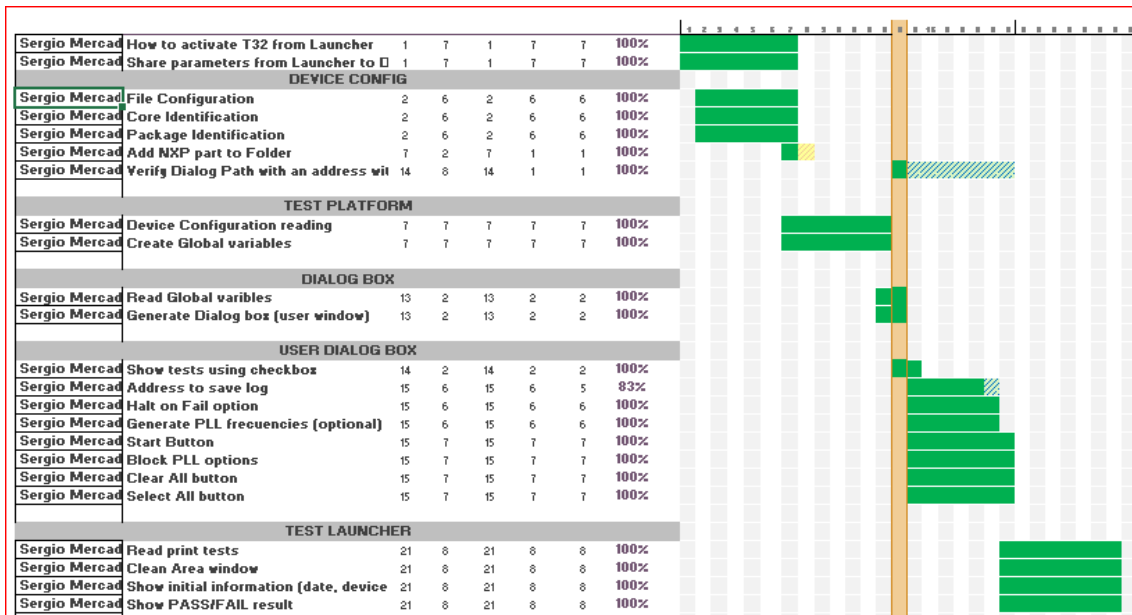 Sergio Mercad How to activate T32 from Launcher 1 7 1 7 7 100%
Sergio Mercad Share parameters from Launcher to 1 7 1 7 7 100%
DEVICE CONFIG
Sergio Mercad File Configuration 2 6 2 6 6 100%
Sergio Mercad Core Identification 2 6 2 6 6 100%
Sergio Mercad Package Identification 2 6 2 6 6 100%
Sergio Mercad Add NXP part to Folder 7 2 7 1 1 100%
Sergio Mercad Verify Dialog Path with an address wit 14 8 14 1 1 100%
TEST PLATFORM
Sergio Mercad Device Configuration reading 7 7 7 7 7 100%
Sergio Mercad Create Global variables 7 7 7 7 7 100%
DIALOG BOX
Sergio Mercad Read Global varibles 13 2 13 2 2 100%
Sergio Mercad Generate Dialog box (user window) 13 2 13 2 2 100%
USER DIALOG BOX
Sergio Mercad Show tests using checkbox 14 2 14 2 2 100%
Sergio Mercad Address to save log 15 6 15 6 5 83%
Sergio Mercad Halt on Fail option 15 6 15 6 6 100%
Sergio Mercad Generate PLL frecuencies (optional) 15 6 15 6 6 100%
Sergio Mercad Start Button 15 7 15 7 7 100%
Sergio Mercad Block PLL options 15 7 15 7 7 100%
Sergio Mercad Clear All button 15 7 15 7 7 100%
Sergio Mercad Select All button 15 7 15 7 7 100%
TEST LAUNCHER
Sergio Mercad Read print tests 21 8 21 8 8 100%
Sergio Mercad Clean Area window 21 8 21 8 8 100%
Sergio Mercad Show initial information (date, device 21 8 21 8 8 100%
Sergio Mercad Show PASS/FAIL result 21 8 21 8 8 100%